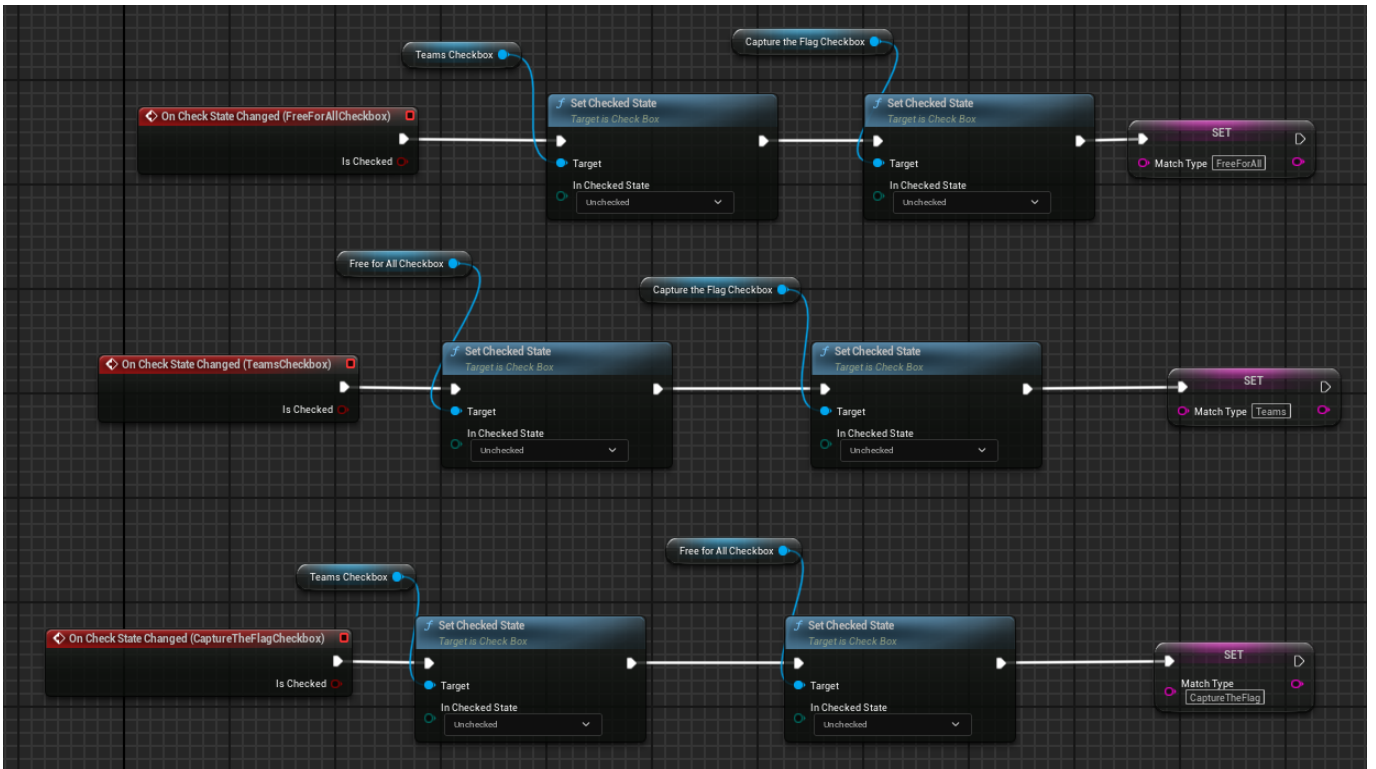 Teams Checkbox
Capture the Flag Checkbox
On Check State Changed (FreeForAllCheckbox)
Is Checked
f Set Checked State
Target is Check Box
Target
In Checked State
Unchecked
f Set Checked State
Target is Check Box
Target
In Checked State
Unchecked
SET
Match Type FreeForAll
Free for All Checkbox
Capture the Flag Checkbox
On Check State Changed (TeamsCheckbox)
Is Checked
f Set Checked State
Target is Check Box
Target
In Checked State
Unchecked
f Set Checked State
Target is Check Box
Target
In Checked State
Unchecked
SET
Match Type Teams
Teams Checkbox
Free for All Checkbox
On Check State Changed (CaptureTheFlagCheckbox)
Is Checked
f Set Checked State
Target is Check Box
Target
In Checked State
Unchecked
f Set Checked State
Target is Check Box
Target
In Checked State
Unchecked
SET
Match Type
CaptureTheFlag